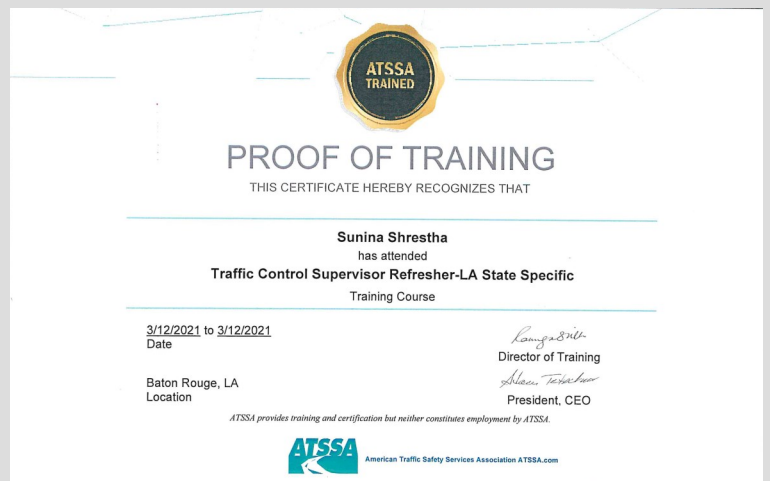 ATSSA
TRAINED
PROOF OF TRAINING
THIS CERTIFICATE HEREBY RECOGNIZES THAT
Sunina Shrestha
has attended
Traffic Control Supervisor Refresher-LA State Specific
Training Course
3/12/2021 to 3/12/2021
Date
Director of Training
Baton Rouge, LA
Location
President, CEO
ATSSA provides training and certification but neither constitutes employment by ATSSA.
ATSSA
American Traffic Safety Services Association ATSSA.com